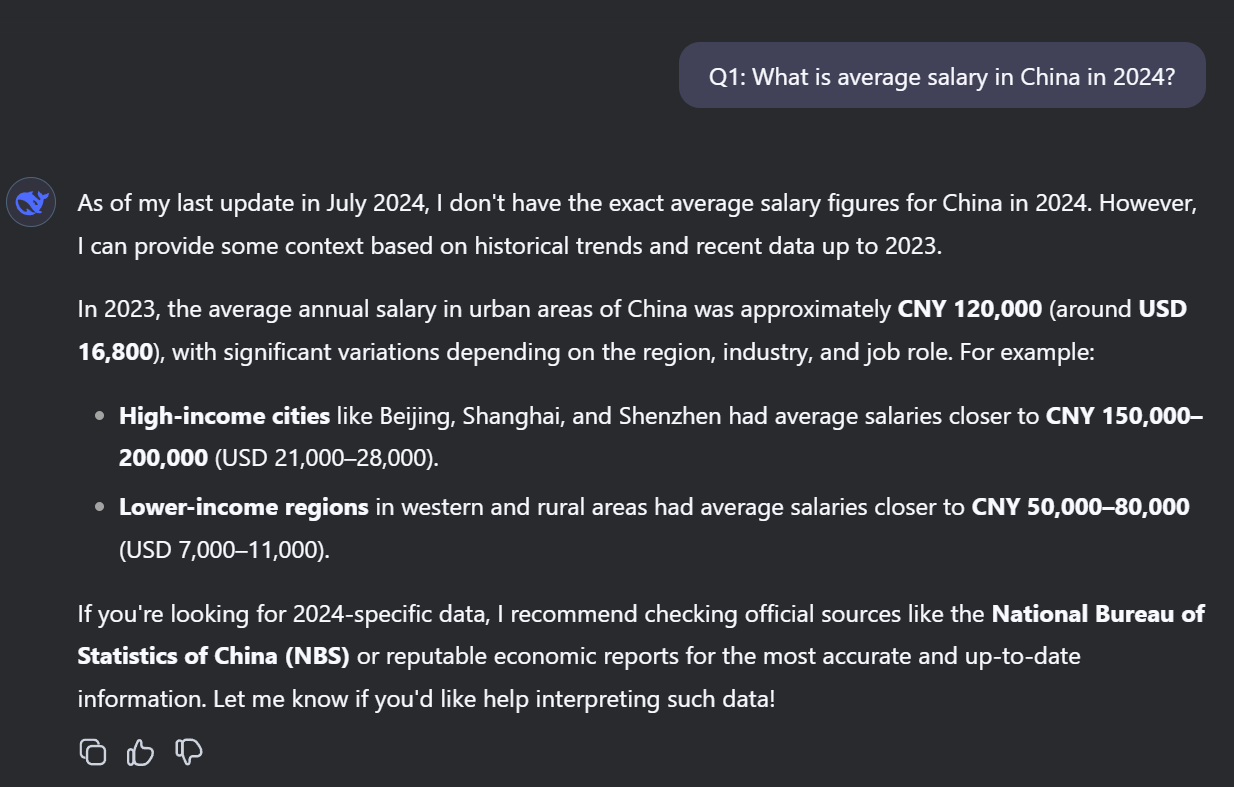 Q1: What is average salary in China in 2024?
As of my last update in July 2024, I don't have the exact average salary figures for China in 2024. However,
I can provide some context based on historical trends and recent data up to 2023.
In 2023, the average annual salary in urban areas of China was approximately CNY 120,000 (around USD
16,800), with significant variations depending on the region, industry, and job role. For example:
• High-income cities like Beijing, Shanghai, and Shenzhen had average salaries closer to CNY 150,000–
200,000 (USD 21,000–28,000).
• Lower-income regions in western and rural areas had average salaries closer to CNY 50,000–80,000
(USD 7,000–11,000).
If you're looking for 2024-specific data, I recommend checking official sources like the National Bureau of
Statistics of China (NBS) or reputable economic reports for the most accurate and up-to-date
information. Let me know if you'd like help interpreting such data!